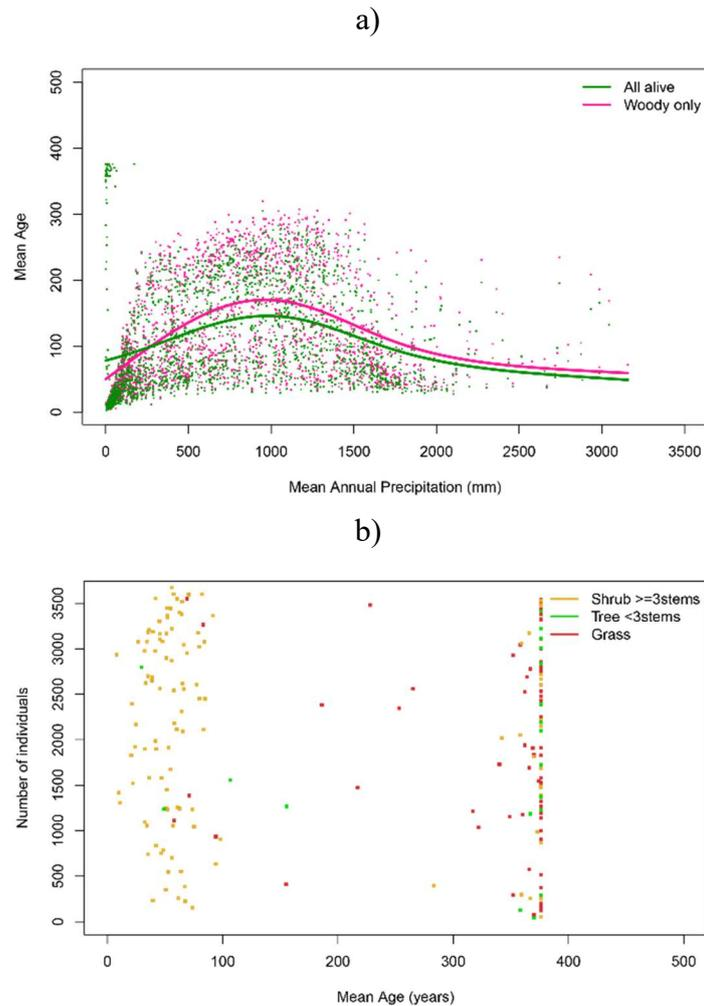 a)
500
400
300
200
100
0
Mean Age
All alive
Woody only
0 500 1000 1500 2000 2500 3000 3500
Mean Annual Precipitation (mm)
b)
3500
3000
2500
2000
1500
1000
500
0
Number of individuals
Shrub >=3stems
Tree <3stems
Grass
0 100 200 300 400 500
Mean Age (years)